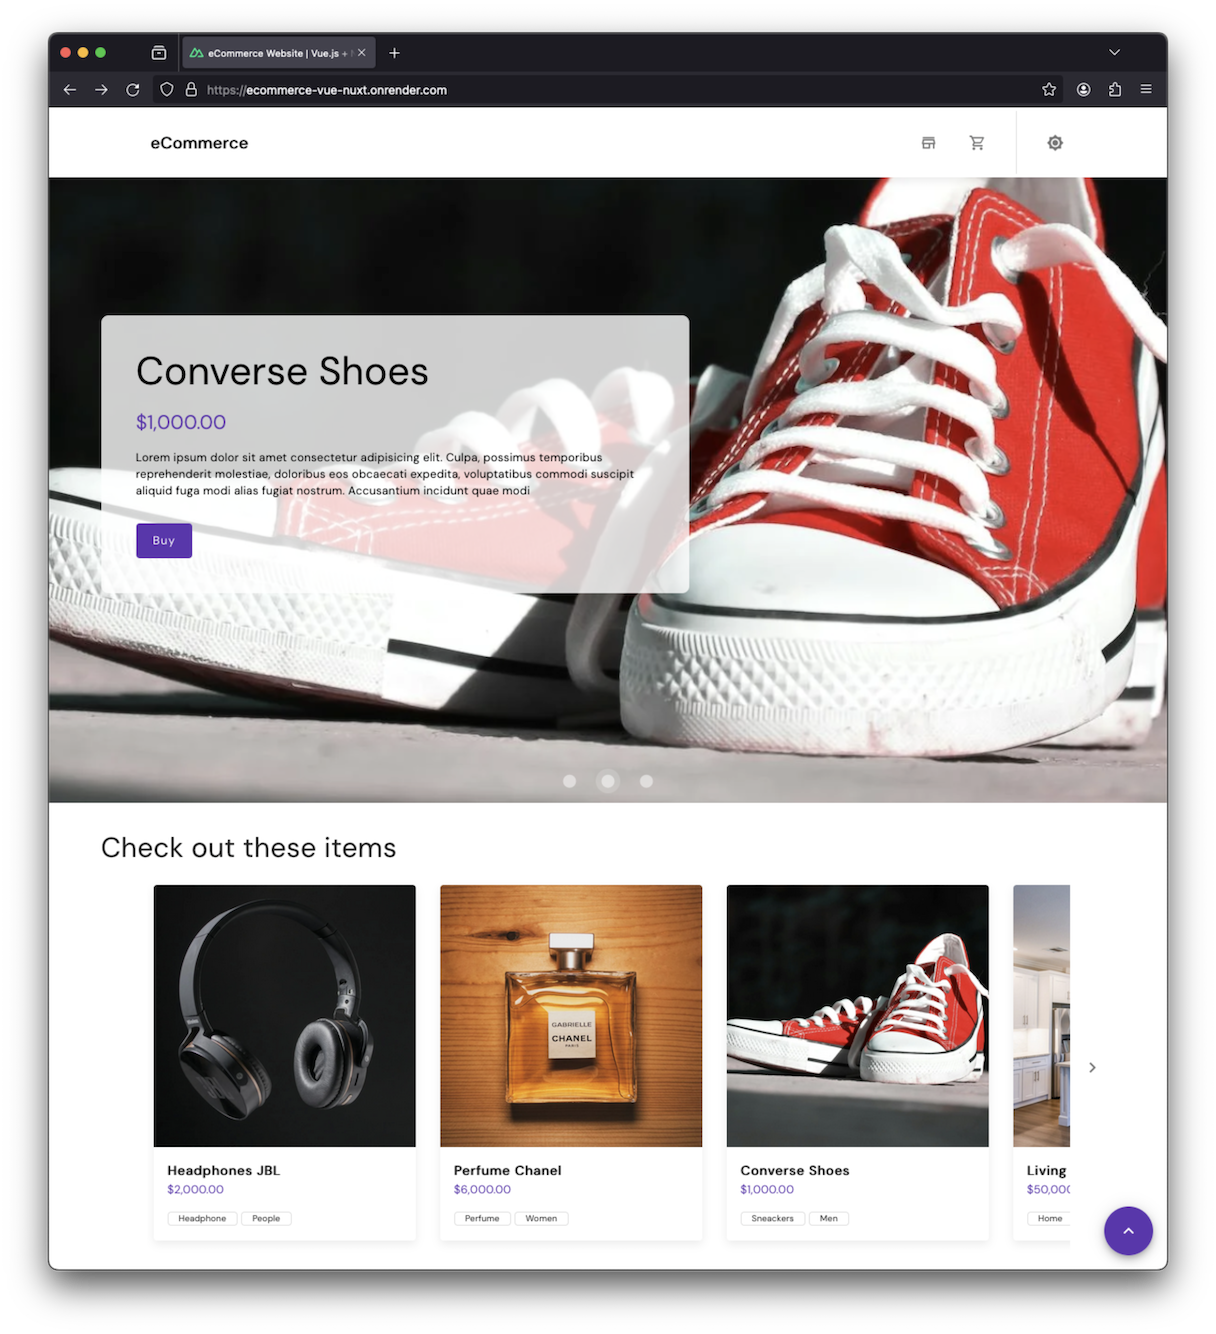 eCommerce Website | Vue.js +
https://ecommerce-vue-nuxt.onrender.com
eCommerce
Converse Shoes
$1,000.00
Lorem ipsum dolor sit amet consectetur adipisicing elit. Culpa, possimus temporibus
reprehenderit molestiae, doloribus eos obcaecati expedita, voluptatibus commodi suscipit
aliquid fuga modi alias fugiat nostrum. Accusantium incidunt quae modi
Buy
Check out these items
GABRIELLE
CHANEL
PARIS
Headphones JBL
$2,000.00
Headphone People
Perfume Chanel
$6,000.00
Perfume Women
Converse Shoes
$1,000.00
Sneackers Men
Living
$50,000
Home